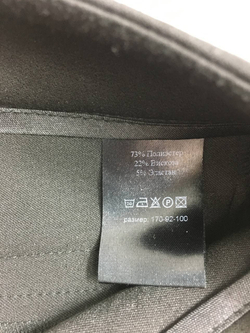 73% Полиэстер
22% Вискоза
5% Эластан
размер: 170-92-100